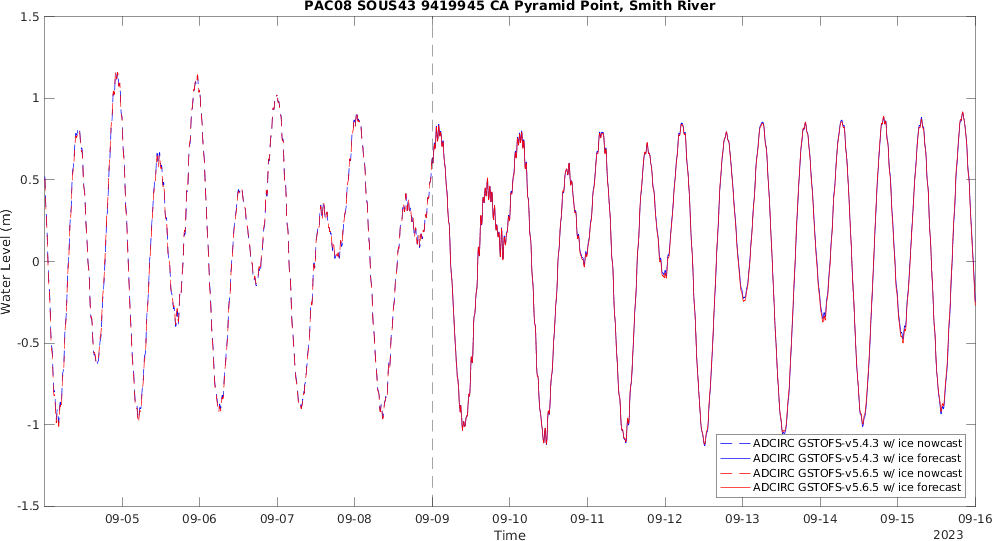 PAC08 SOUS43 9419945 CA Pyramid Point, Smith River
1.5
1
0.5
0
-0.5
-1
-1.5
Water Level (m)
ADCIRC GSTOFS-v5.4.3 w/ ice nowcast
ADCIRC GSTOFS-v5.4.3 w/ ice forecast
ADCIRC GSTOFS-v5.6.5 w/ ice nowcast
ADCIRC GSTOFS-v5.6.5 w/ ice forecast
09-05 09-06 09-07 09-08 09-09 09-10 09-11 09-12 09-13 09-14 09-15 09-16
Time
2023